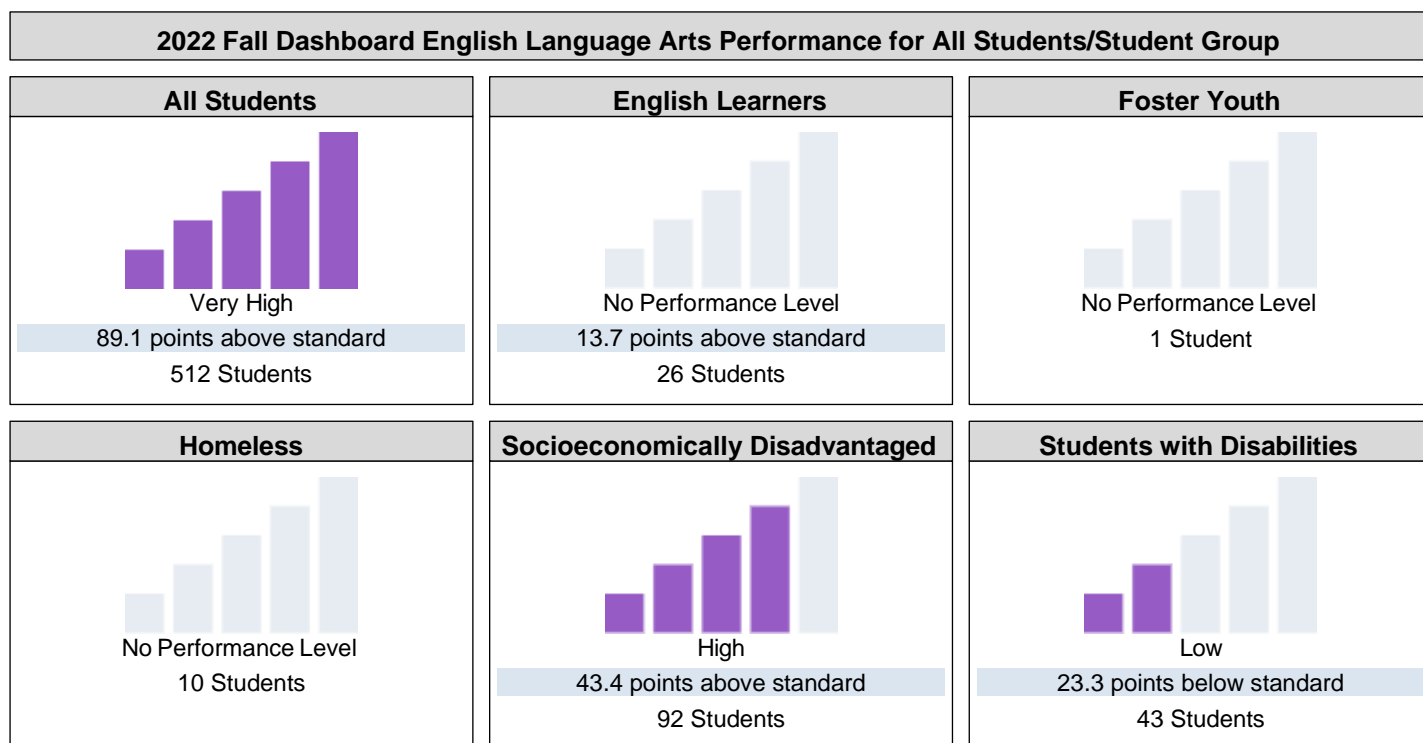 2022 Fall Dashboard English Language Arts Performance for All Students/Student Group
All Students
Very High
89.1 points above standard
512 Students
English Learners
No Performance Level
13.7 points above standard
26 Students
Foster Youth
No Performance Level
1 Student
Homeless
No Performance Level
10 Students
Socioeconomically Disadvantaged
High
43.4 points above standard
92 Students
Students with Disabilities
Low
23.3 points below standard
43 Students